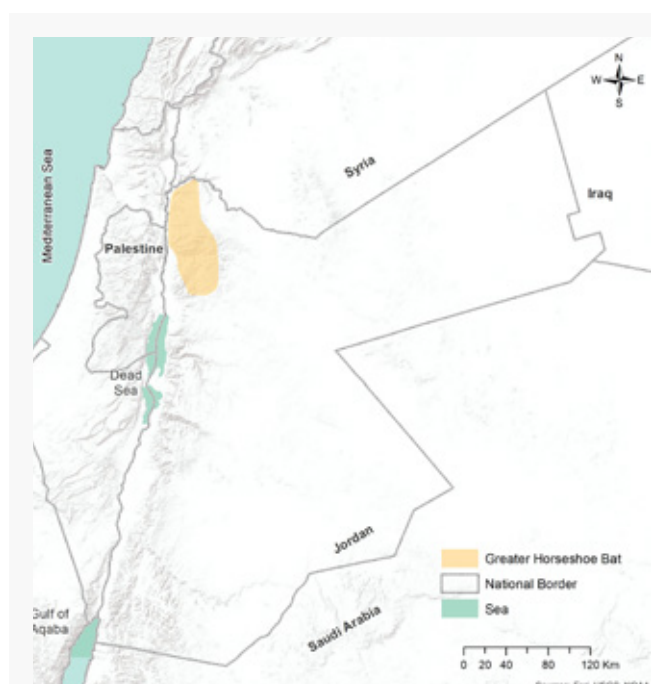 N
W E
S
Mediterranean Sea
Syria
Iraq
Palestine
Dead
Sea
Jordan
Saudi Arabia
Gulf of
Aqaba
Greater Horseshoe Bat
National Border
Sea
0 20 40 80 120 Km